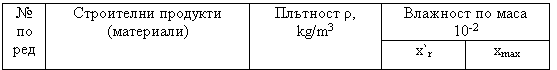 №
по
ред
Строителни продукти
(материали)
Плътност ρ,
kg/m³
Влажност по маса
10⁻²
x`r
xmax